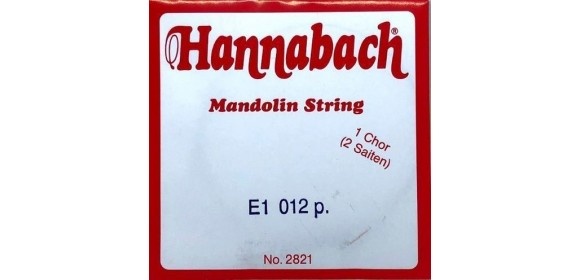 Hannabach®
Mandolin String
1 Chor
(2 Saiten)
E1 012 p.
No. 2821